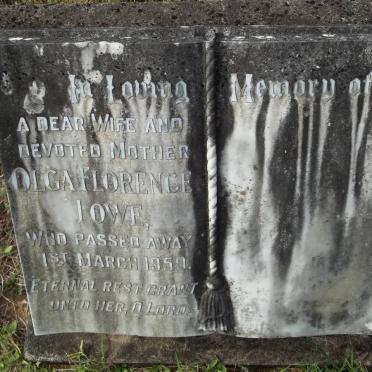 In Loving Memory of
A DEAR WIFE AND
DEVOTED MOTHER
OLGA FLORENCE
LOWE,
WHO PASSED AWAY
1ST MARCH 1959.
ETERNAL REST GRANT
UNTO HER, O LORD.